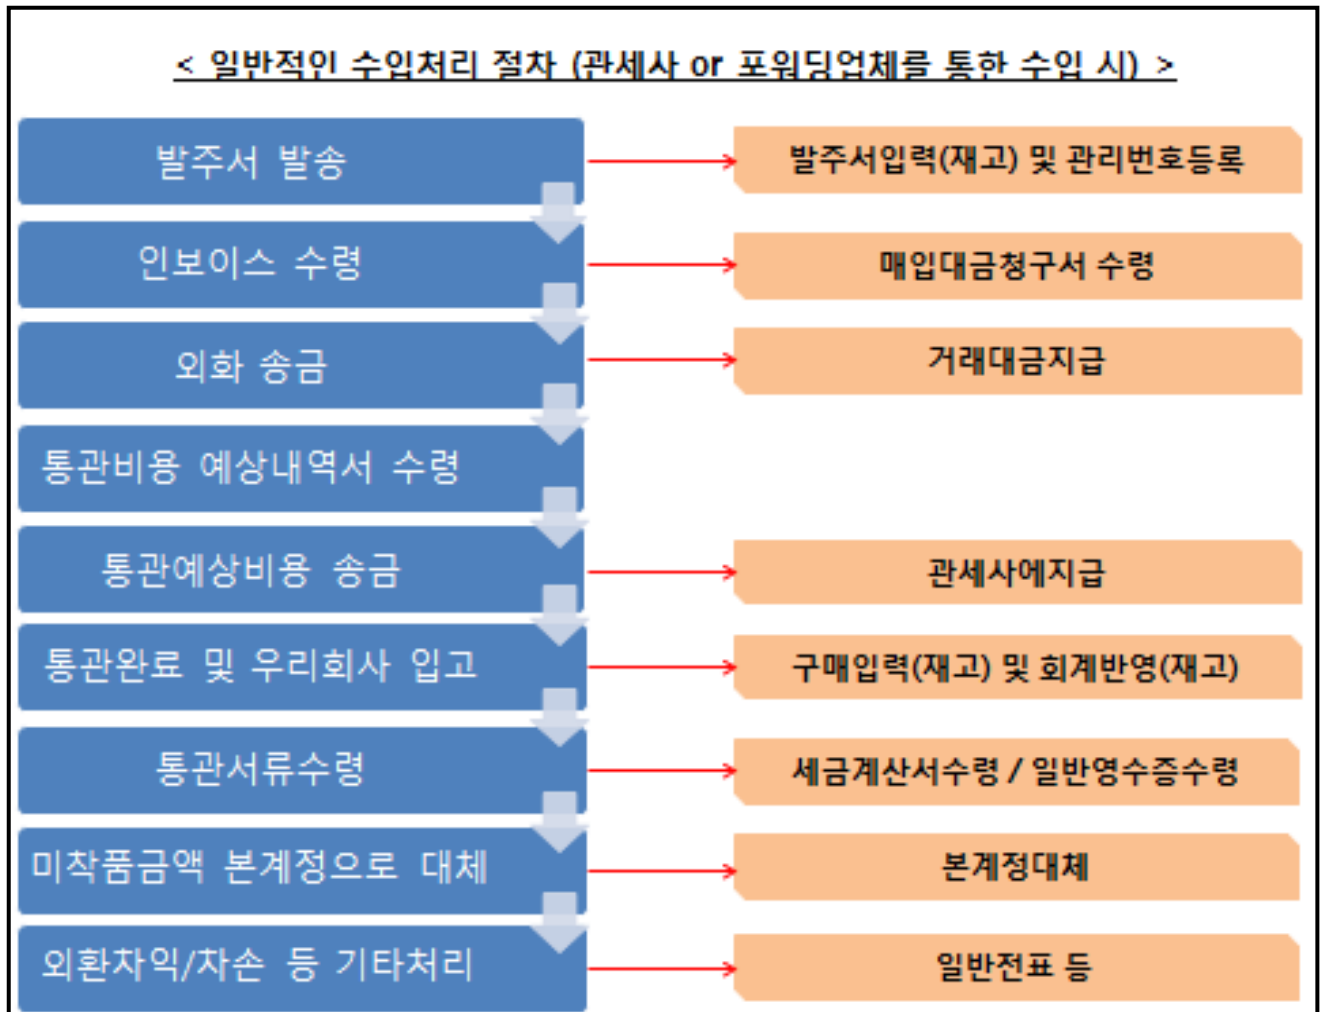 < 일반적인 수입처리 절차 (관세사 or 포워딩업체를 통한 수입 시) >
발주서 발송
발주서입력(재고) 및 관리번호등록
인보이스 수령
매입대금청구서 수령
외화 송금
거래대금지급
통관비용 예상내역서 수령
통관예상비용 송금
관세사에지급
통관완료 및 우리회사 입고
구매입력(재고) 및 회계반영(재고)
통관서류수령
세금계산서수령 / 일반영수증수령
미착품금액 본계정으로 대체
본계정대체
외환차익/차손 등 기타처리
일반전표 등